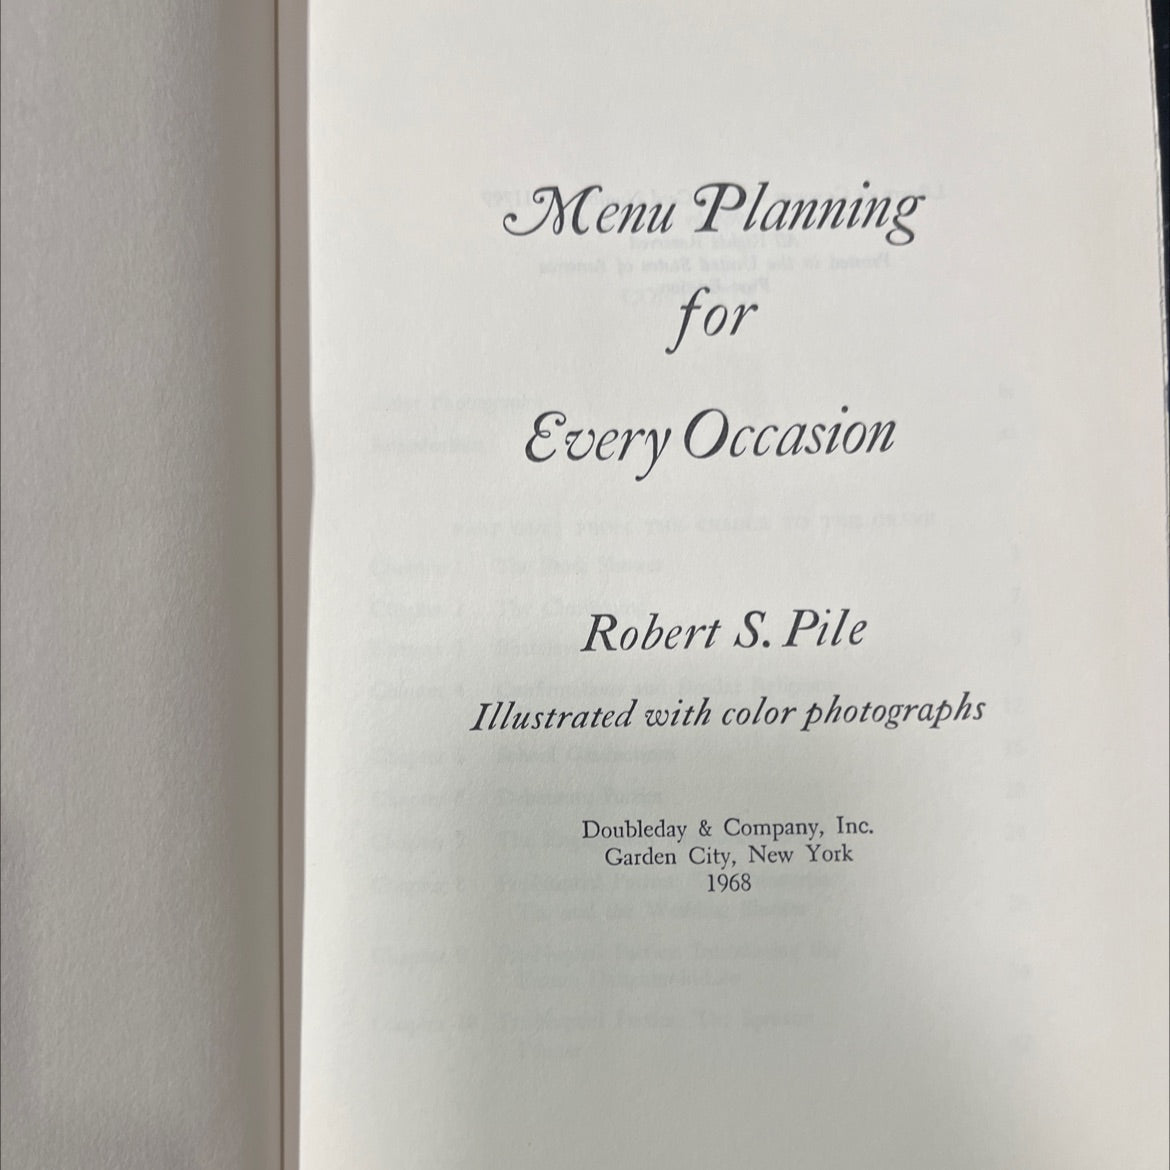 Menu Planning
for
Every Occasion
Robert S. Pile
Illustrated with color photographs
Doubleday & Company, Inc.
Garden City, New York
1968